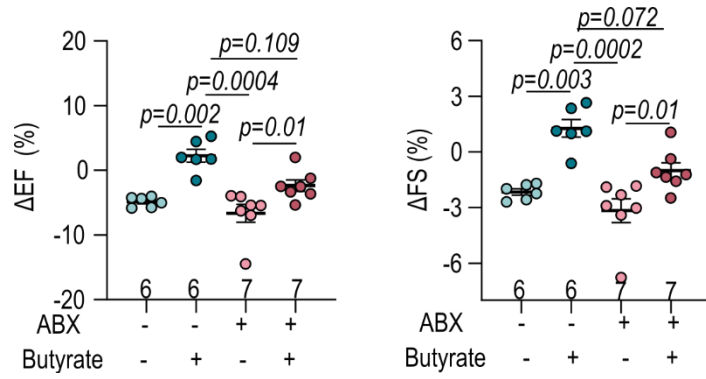 20
10
0
-10
-20
ΔEF (%)
p=0.109
p=0.0004
p=0.002
p=0.01
6 6 7 7
ABX - - + +
Butyrate - + - +
6
3
0
-3
-6
ΔFS (%)
p=0.072
p=0.0002
p=0.003
p=0.01
6 6 7 7
ABX - - + +
Butyrate - + - +